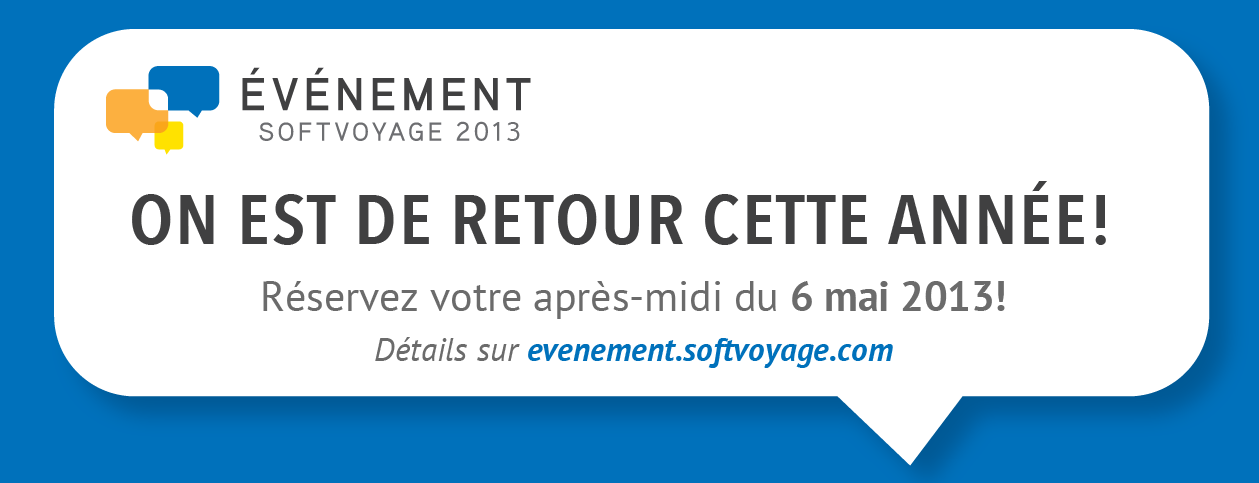 ÉVÉNEMENT
SOFTVOYAGE 2013
ON EST DE RETOUR CETTE ANNÉE!
Réservez votre après-midi du 6 mai 2013!
Détails sur evenement.softvoyage.com